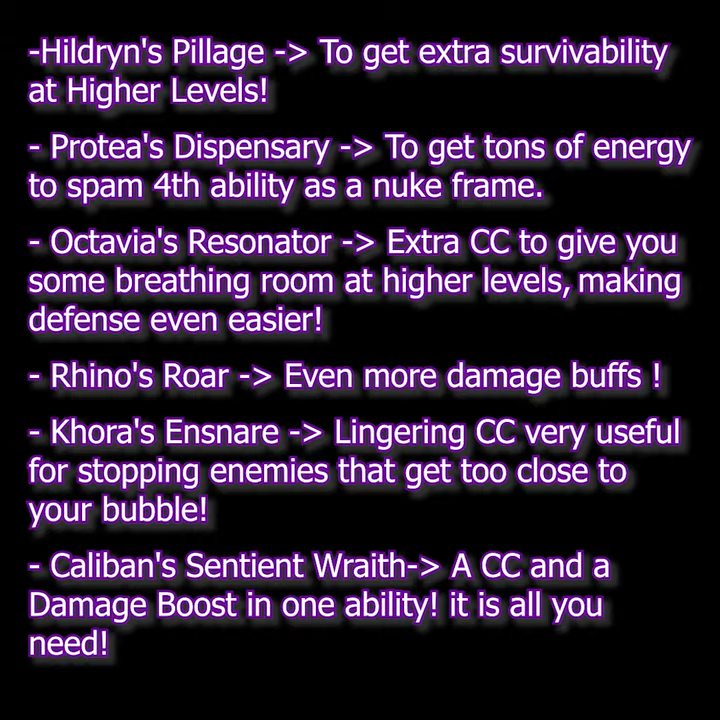 -Hildryn's Pillage -> To get extra survivability
at Higher Levels!
- Protea's Dispensary -> To get tons of energy
to spam 4th ability as a nuke frame.
- Octavia's Resonator -> Extra CC to give you
some breathing room at higher levels, making
defense even easier!
- Rhino's Roar -> Even more damage buffs !
- Khora's Ensnare -> Lingering CC very useful
for stopping enemies that get too close to
your bubble!
- Caliban's Sentient Wraith-> A CC and a
Damage Boost in one ability! it is all you
need!